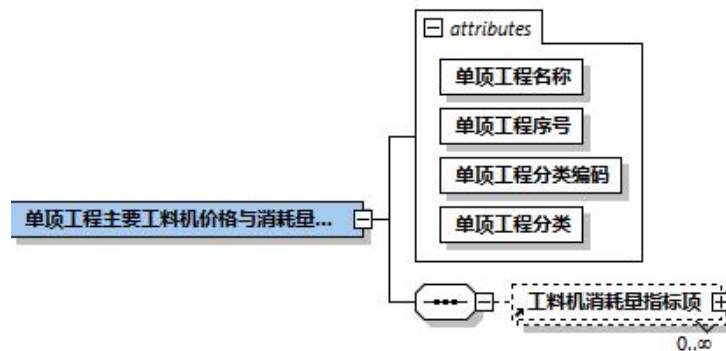 attributes
单项工程名称
单项工程序号
单项工程分类编码
单项工程分类
单项工程主要工料机价格与消耗量...
工料机消耗量指标项
0..∞